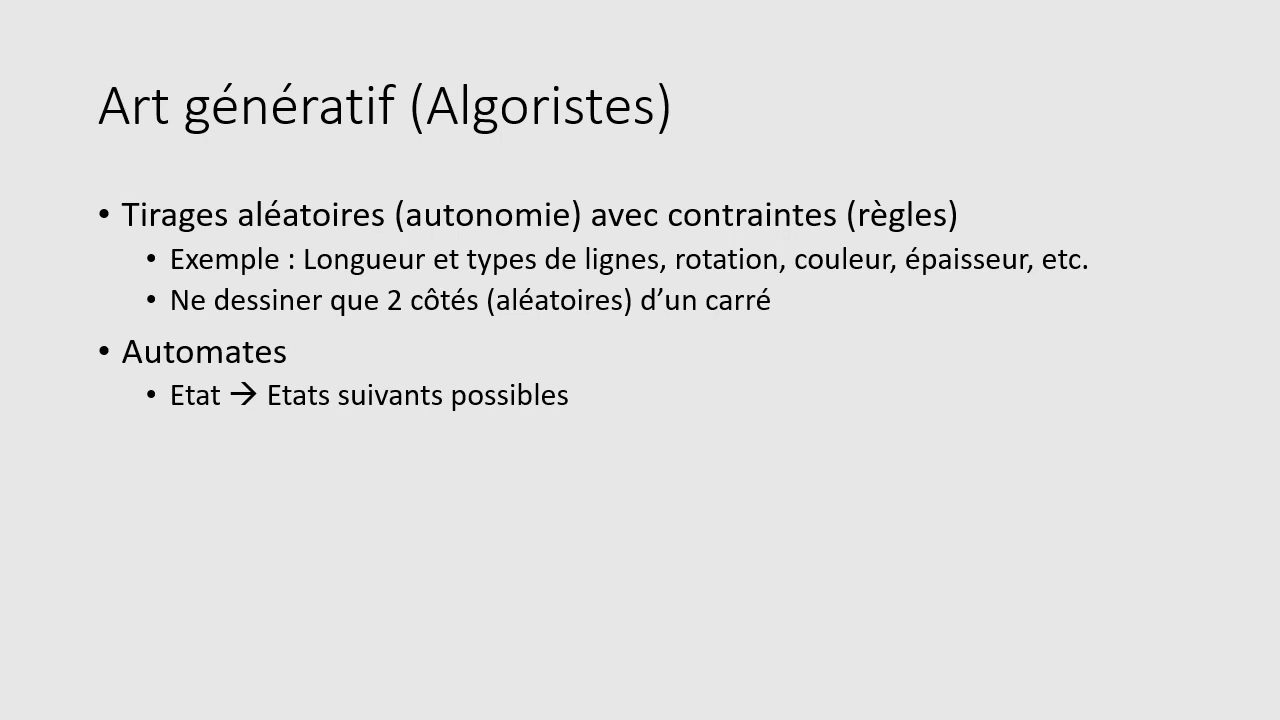 Art génératif (Algoristes)
• Tirages aléatoires (autonomie) avec contraintes (règles)
• Exemple : Longueur et types de lignes, rotation, couleur, épaisseur, etc.
• Ne dessiner que 2 côtés (aléatoires) d’un carré
• Automates
• Etat → Etats suivants possibles